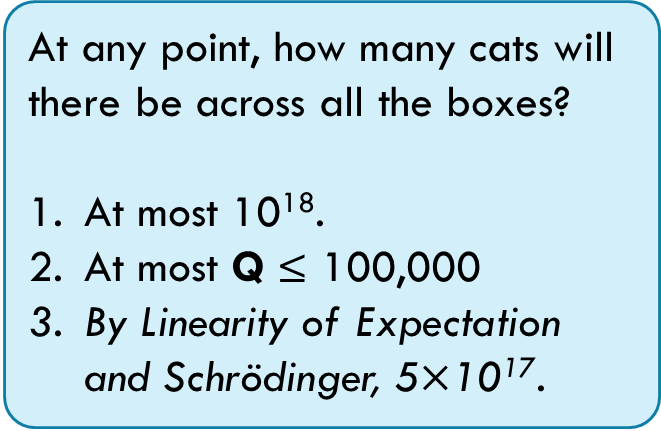 At any point, how many cats will
there be across all the boxes?
1. At most 10¹⁸.
2. At most Q ≤ 100,000
3. By Linearity of Expectation
and Schrödinger, 5×10¹⁷.